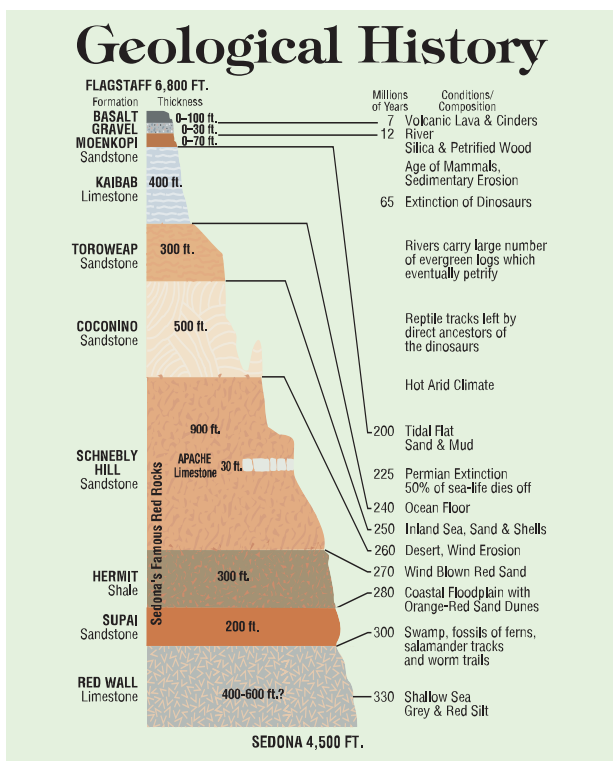 Geological History
FLAGSTAFF 6,800 FT.
Formation Thickness
Millions of Years
Conditions/ Composition
BASALT 0–100 ft.
GRAVEL 0–30 ft.
MOENKOPI 0–70 ft.
Sandstone
KAIBAB 400 ft.
Limestone
TOROWEAP 300 ft.
Sandstone
COCONINO 500 ft.
Sandstone
900 ft.
APACHE
Limestone 30 ft.
SCHNEBLY
HILL
Sandstone
Sedona's Famous Red Rocks
HERMIT 300 ft.
Shale
SUPAI 200 ft.
Sandstone
RED WALL 400-600 ft.?
Limestone
SEDONA 4,500 FT.
7 Volcanic Lava & Cinders
12 River
Silica & Petrified Wood
Age of Mammals,
Sedimentary Erosion
65 Extinction of Dinosaurs
Rivers carry large number
of evergreen logs which
eventually petrify
Reptile tracks left by
direct ancestors of
the dinosaurs
Hot Arid Climate
200 Tidal Flat
Sand & Mud
225 Permian Extinction
50% of sea-life dies off
240 Ocean Floor
250 Inland Sea, Sand & Shells
260 Desert, Wind Erosion
270 Wind Blown Red Sand
280 Coastal Floodplain with
Orange-Red Sand Dunes
300 Swamp, fossils of ferns,
salamander tracks
and worm trails
330 Shallow Sea
Grey & Red Silt